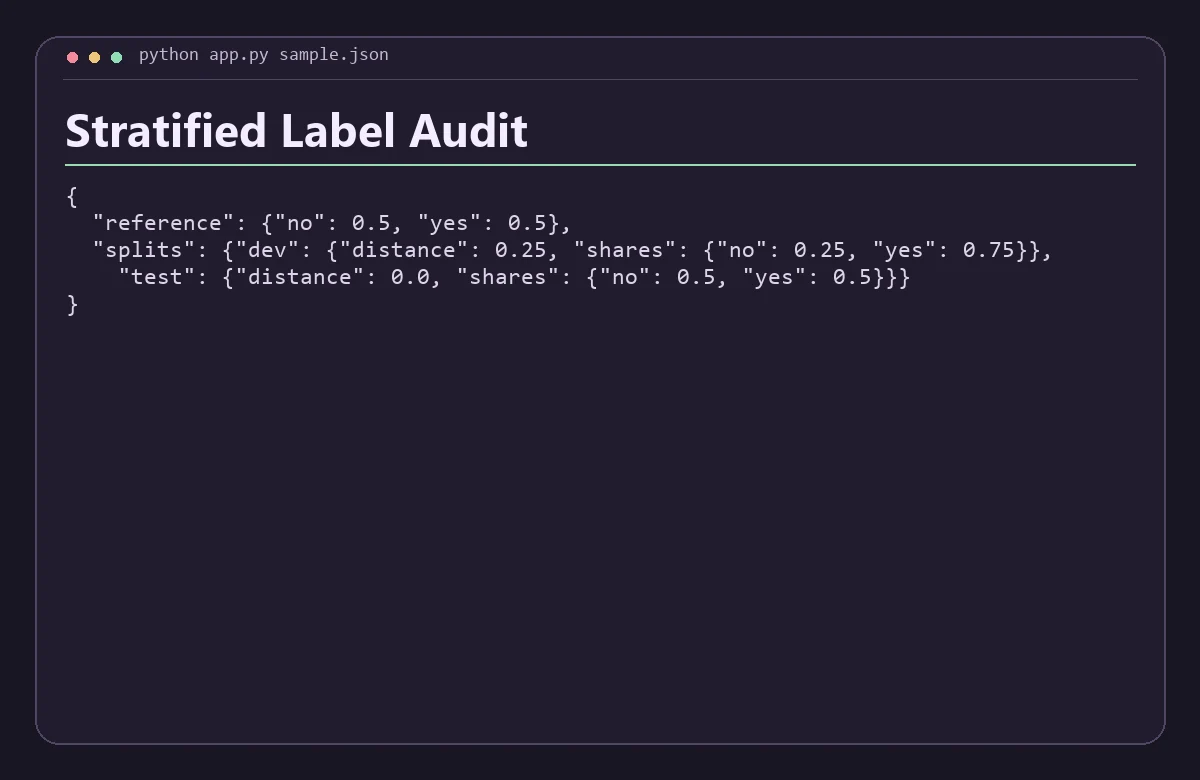 python app.py sample.json
Stratified Label Audit
{
  "reference": {"no": 0.5, "yes": 0.5},
  "splits": {"dev": {"distance": 0.25, "shares": {"no": 0.25, "yes": 0.75}},
    "test": {"distance": 0.0, "shares": {"no": 0.5, "yes": 0.5}}}
}